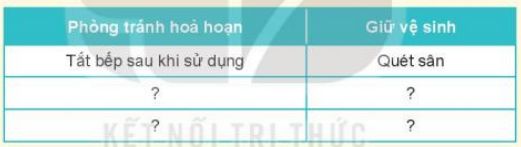 Phòng tránh hoả hoạn Giữ vệ sinh
Tắt bếp sau khi sử dụng Quét sân
? ?
? ?
KẾT NỐI TRI THỨC